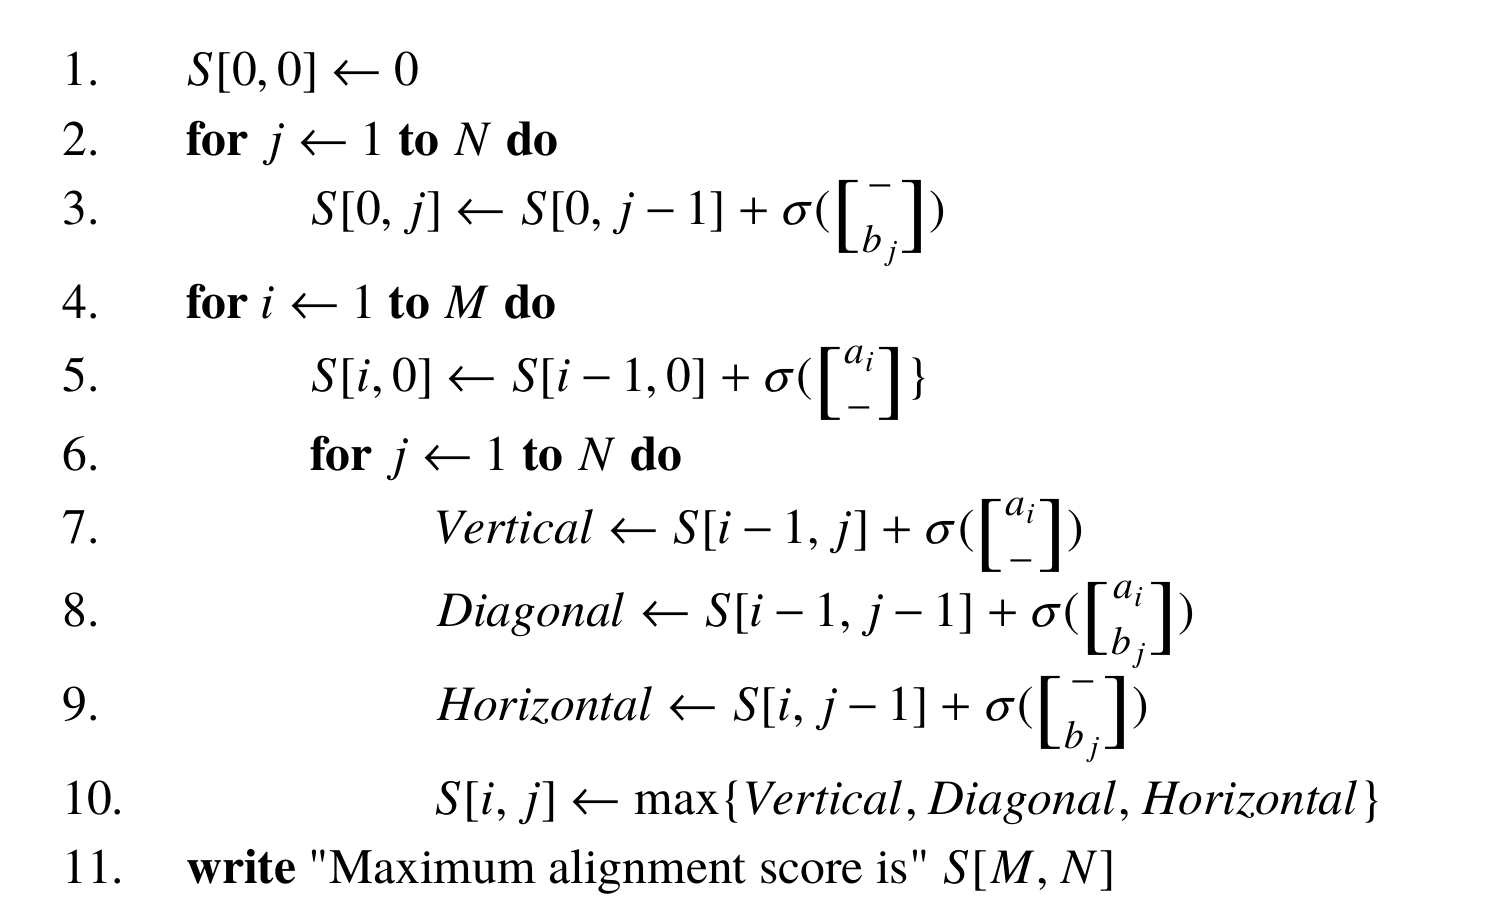 1. S[0, 0] ← 0
2. for j ← 1 to N do
3. S[0, j] ← S[0, j − 1] + σ([− b_j])
4. for i ← 1 to M do
5. S[i, 0] ← S[i − 1, 0] + σ([a_i −]}
6. for j ← 1 to N do
7. Vertical ← S[i − 1, j] + σ([a_i −])
8. Diagonal ← S[i − 1, j − 1] + σ([a_i b_j])
9. Horizontal ← S[i, j − 1] + σ([− b_j])
10. S[i, j] ← max{Vertical, Diagonal, Horizontal}
11. write "Maximum alignment score is" S[M, N]